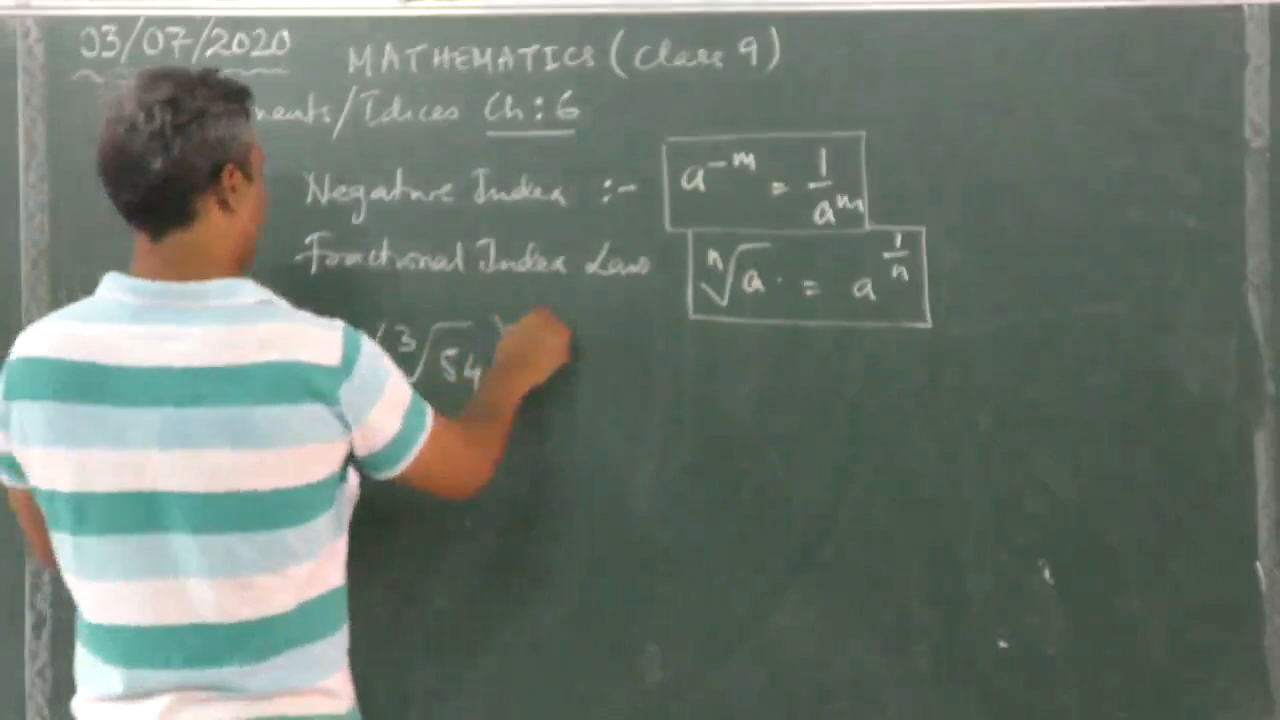 03/07/2020
MATHEMATICS (Class 9)
nents/Idices Ch: 6
Negative Index :- a^-m = 1/a^m
Fractional Index Law ⁿ√a = a^1/n
(³√54)